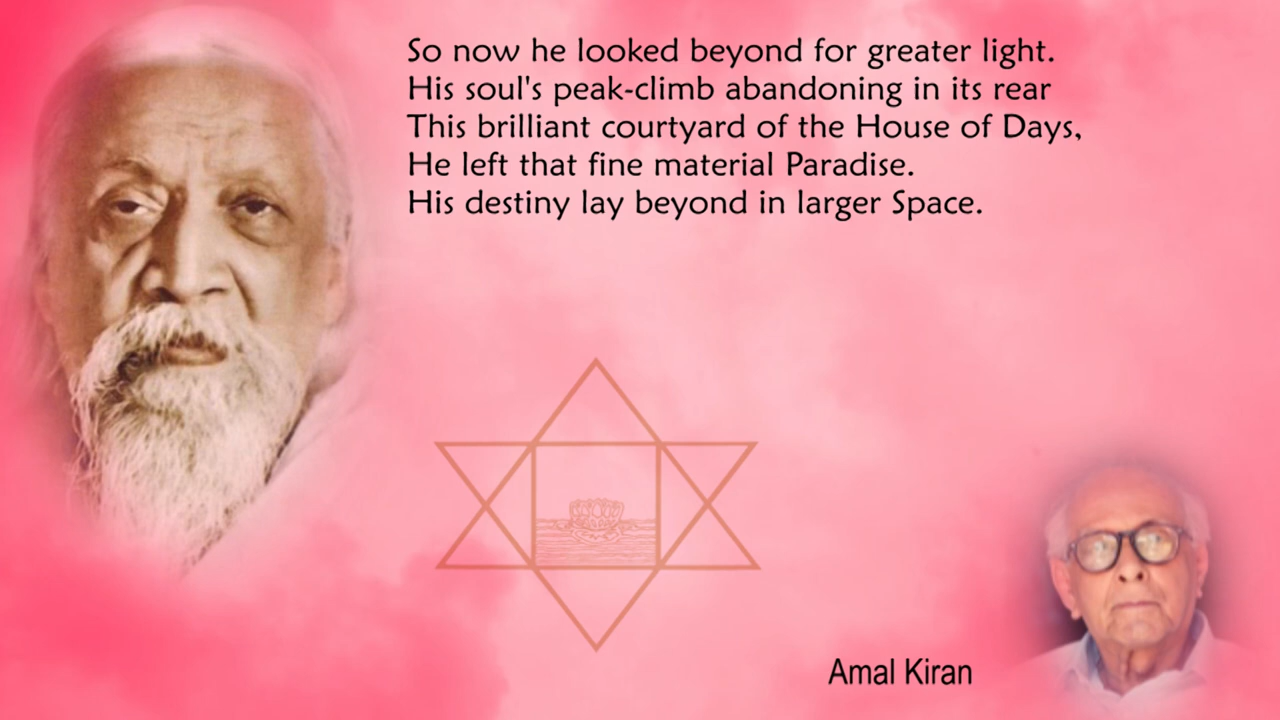 So now he looked beyond for greater light.
His soul's peak-climb abandoning in its rear
This brilliant courtyard of the House of Days,
He left that fine material Paradise.
His destiny lay beyond in larger Space.
Amal Kiran